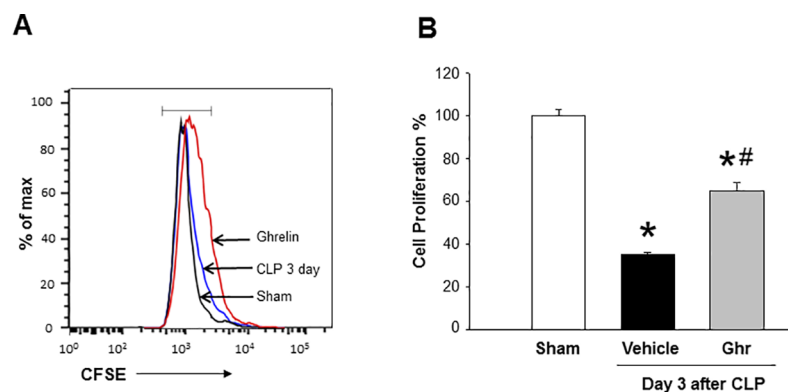 A
B
% of max
100
80
60
40
20
0
Ghrelin
CLP 3 day
Sham
10⁰ 10² 10³ 10⁴ 10⁵
CFSE
Cell Proliferation %
120
100
80
60
40
20
0
*
*#
Sham Vehicle Ghr
Day 3 after CLP